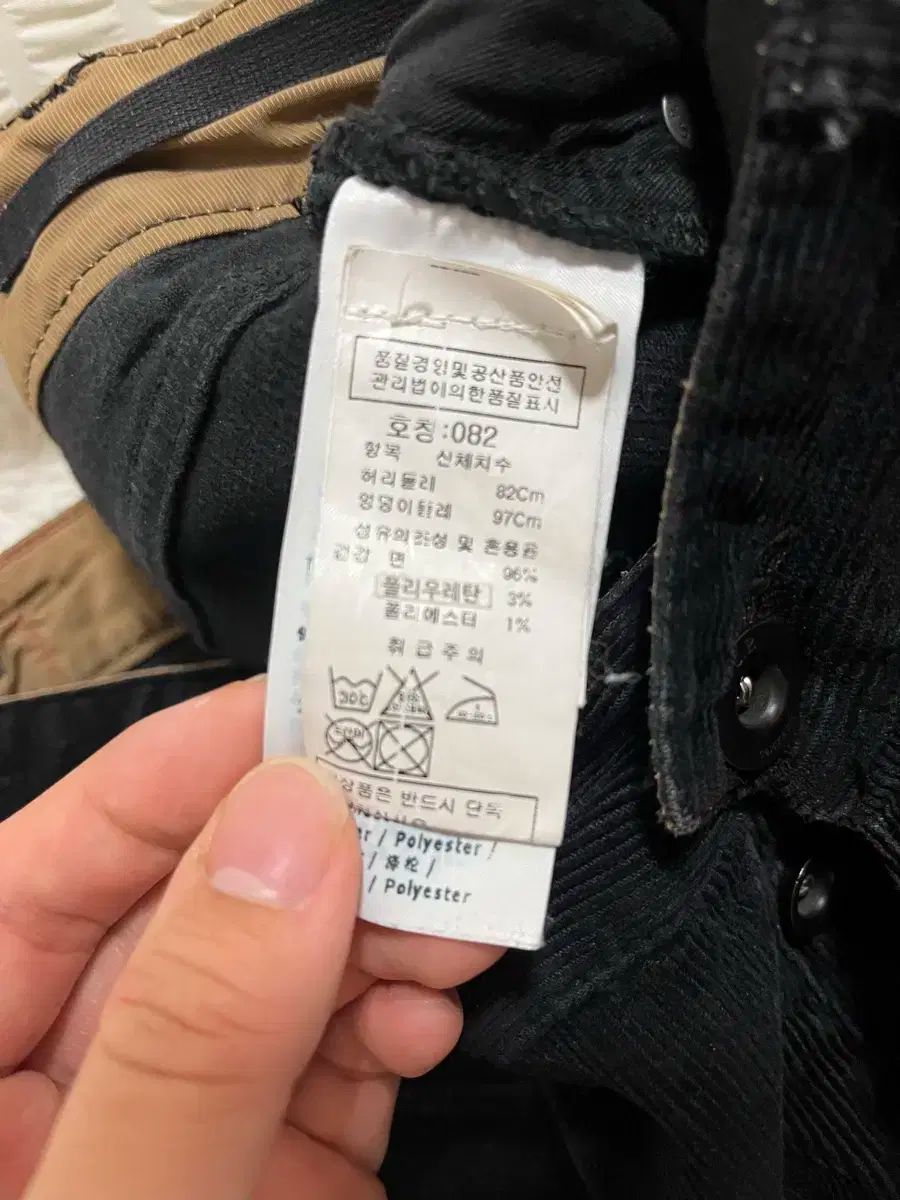 품질경영및공산품안전
관리법에의한품질표시
호칭:082
항목 신체치수
허리둘레 82Cm
엉덩이둘레 97Cm
섬유의조성 및 혼용율
겉감 면 96%
폴리우레탄 3%
폴리에스터 1%
취급주의
상품은 반드시 단독
/ Polyester /
/ Polyester